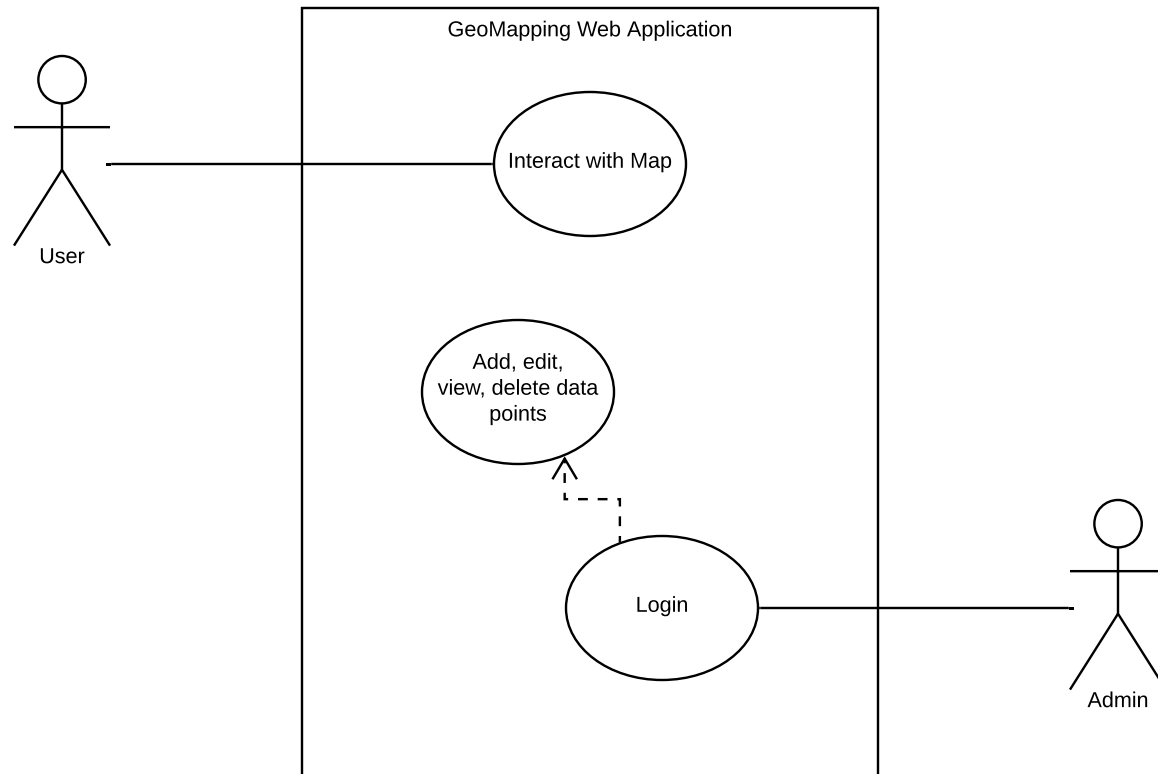 GeoMapping Web Application
Interact with Map
User
Add, edit,
view, delete data
points
Login
Admin